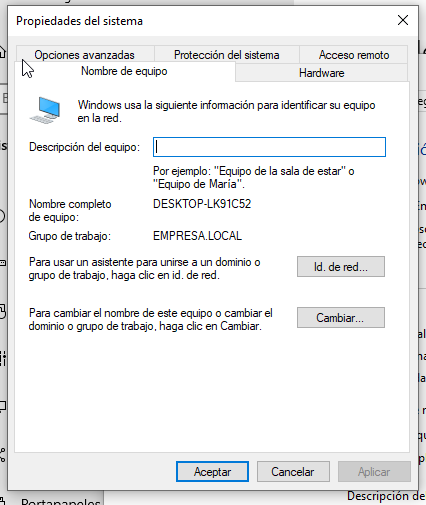 Propiedades del sistema
Opciones avanzadas
Protección del sistema
Acceso remoto
Nombre de equipo
Hardware
Windows usa la siguiente información para identificar su equipo
en la red.
Descripción del equipo:
Por ejemplo: "Equipo de la sala de estar" o
"Equipo de María".
Nombre completo
de equipo:
DESKTOP-LK91C52
Grupo de trabajo:
EMPRESA.LOCAL
Para usar un asistente para unirse a un dominio o
grupo de trabajo, haga clic en id. de red.
Id. de red...
Para cambiar el nombre de este equipo o cambiar el
dominio o grupo de trabajo, haga clic en Cambiar.
Cambiar...
Aceptar
Cancelar
Aplicar
Portapapeles
Descripción de